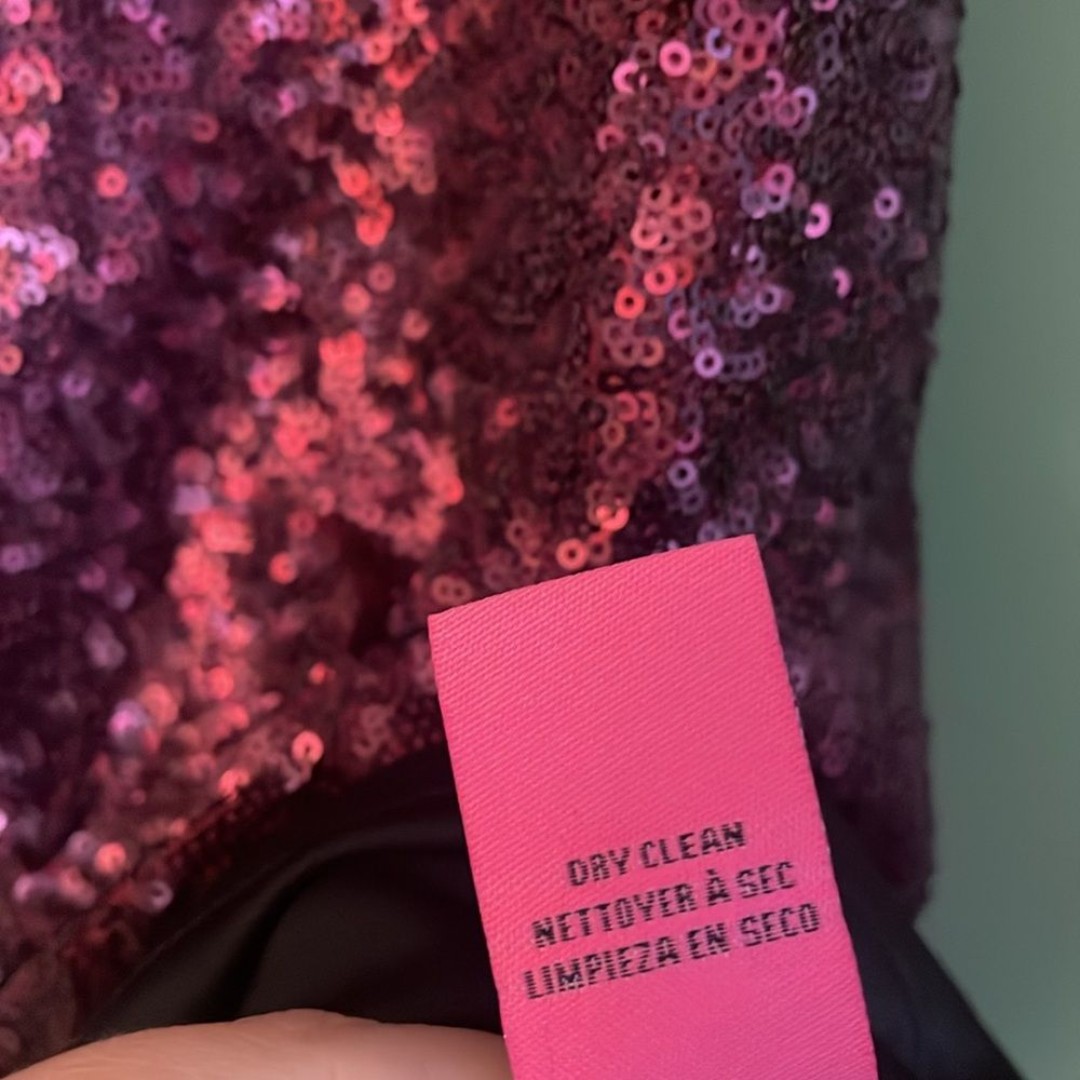 DRY CLEAN
NETTOYER À SEC
LIMPIEZA EN SECO